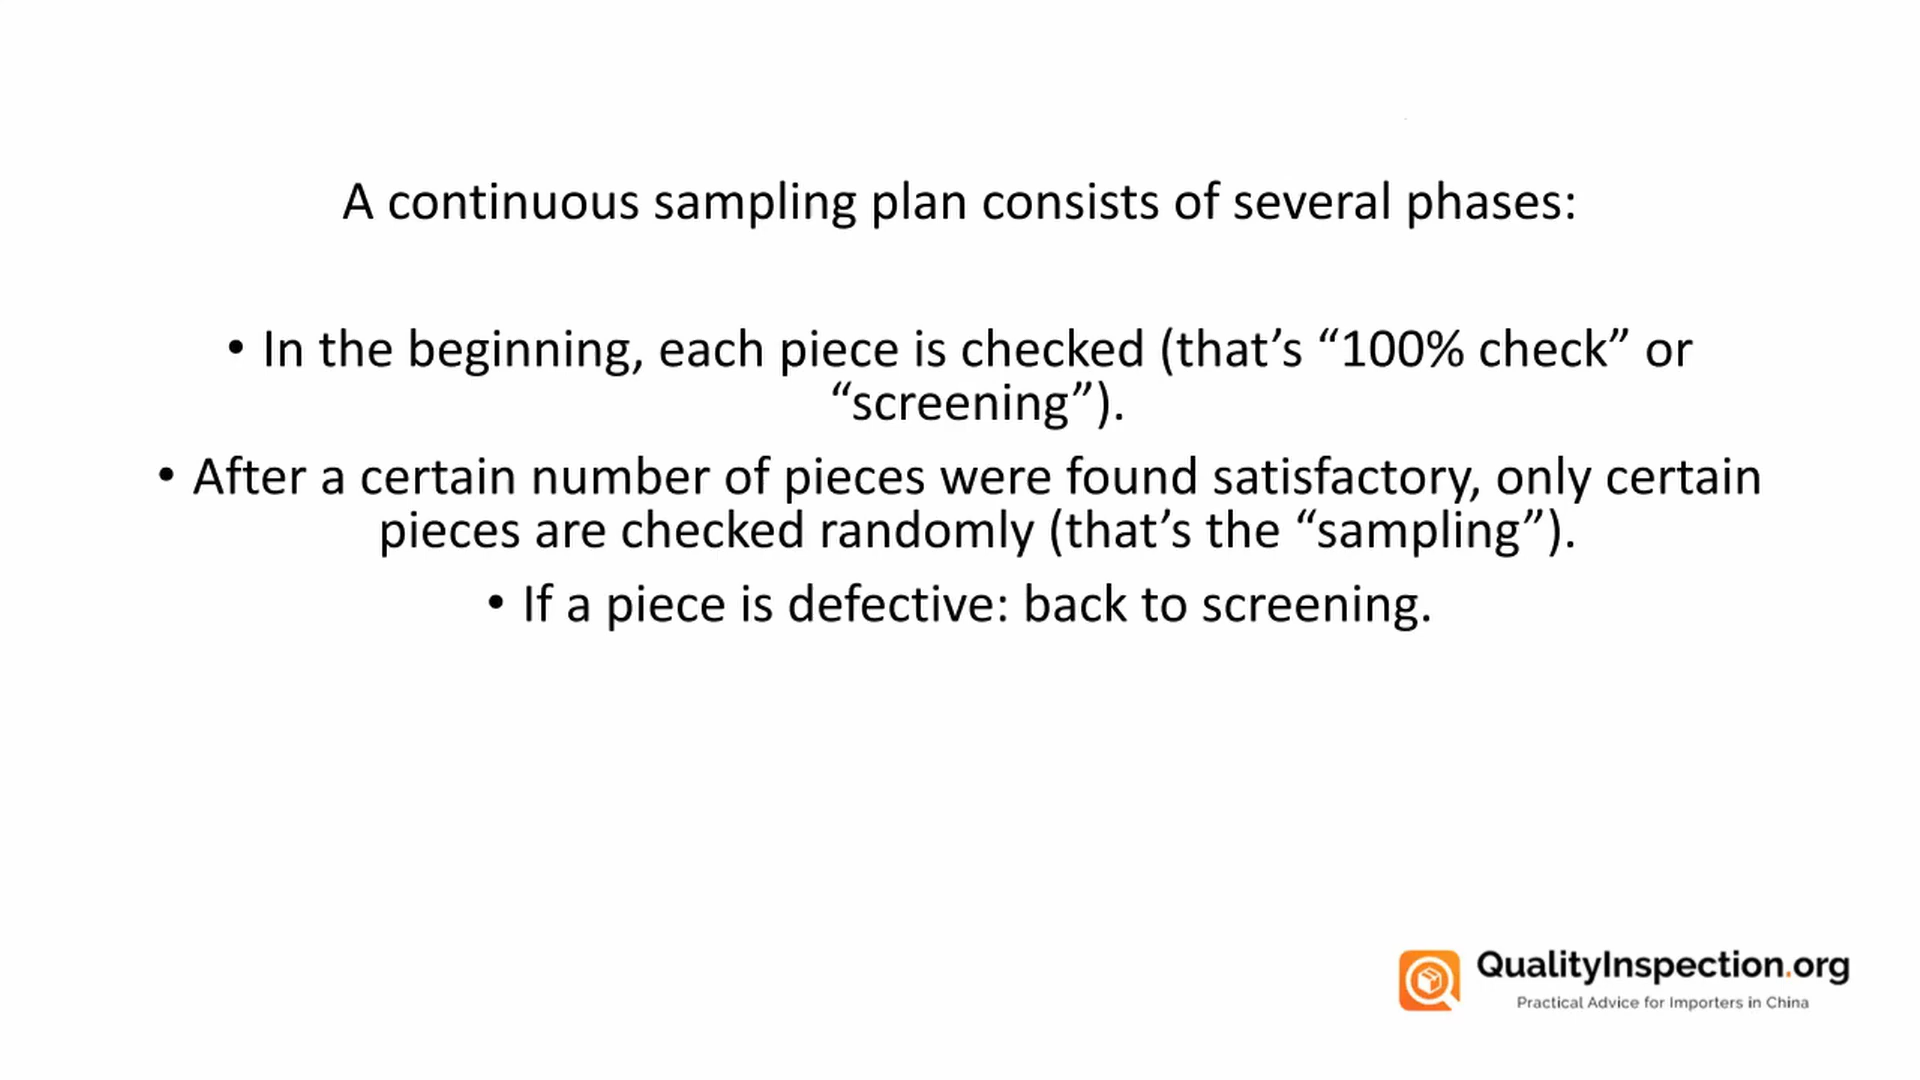 A continuous sampling plan consists of several phases:
• In the beginning, each piece is checked (that’s “100% check” or
“screening”).
• After a certain number of pieces were found satisfactory, only certain
pieces are checked randomly (that’s the “sampling”).
• If a piece is defective: back to screening.
QualityInspection.org
Practical Advice for Importers in China